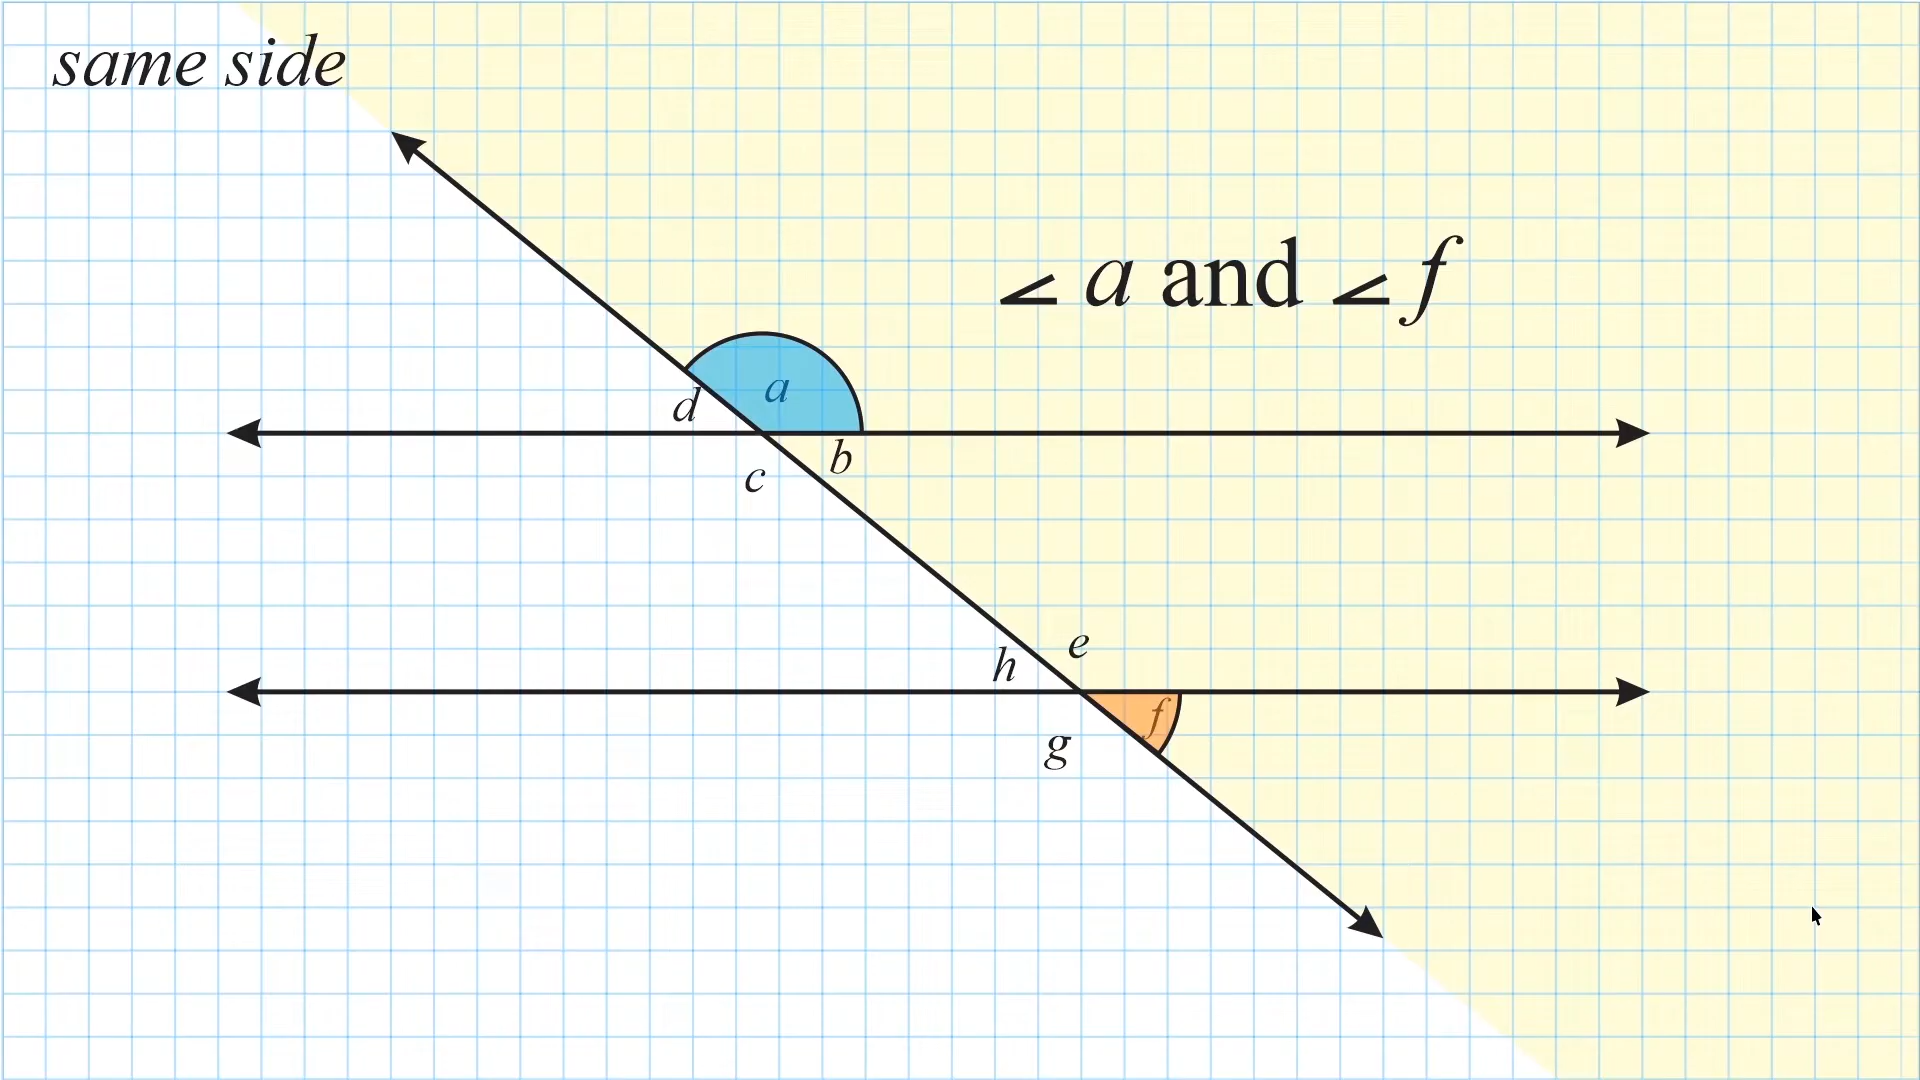 same side
∠ a and ∠ f
a
d
b
c
e
h
f
g